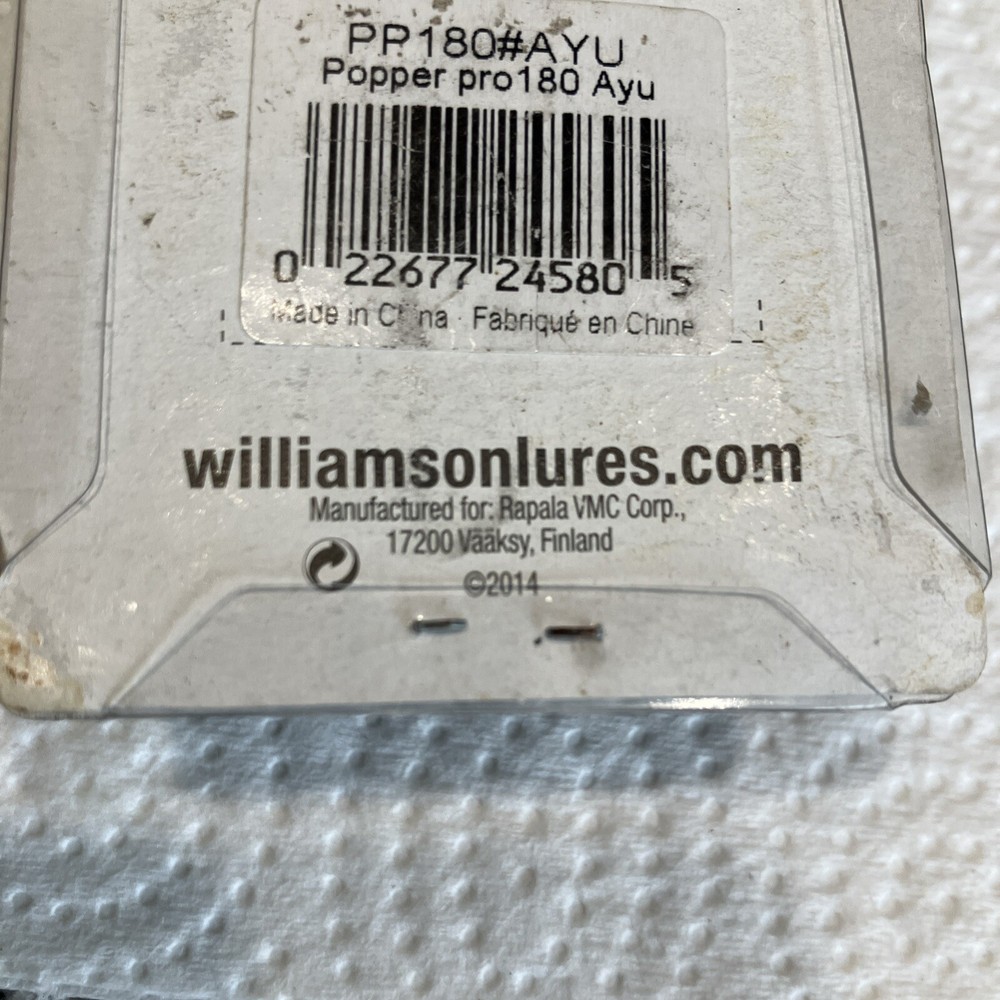 PP180#AYU
Popper pro180 Ayu
0 22677 24580 5
Made in China · Fabriqué en Chine
williamsonlures.com
Manufactured for: Rapala VMC Corp.,
17200 Vääksy, Finland
©2014